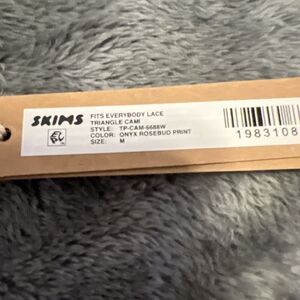 SKIMS
FITS EVERYBODY LACE
TRIANGLE CAMI
STYLE: TP-CAM-6688W
COLOR: ONYX ROSEBUD PRINT
SIZE: M
1983108